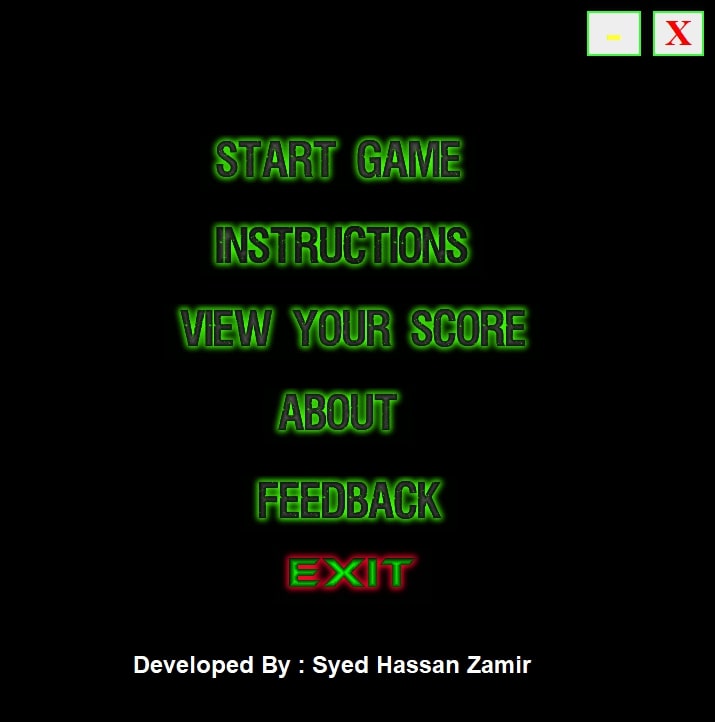 - X
START GAME
INSTRUCTIONS
VIEW YOUR SCORE
ABOUT
FEEDBACK
EXIT
Developed By : Syed Hassan Zamir